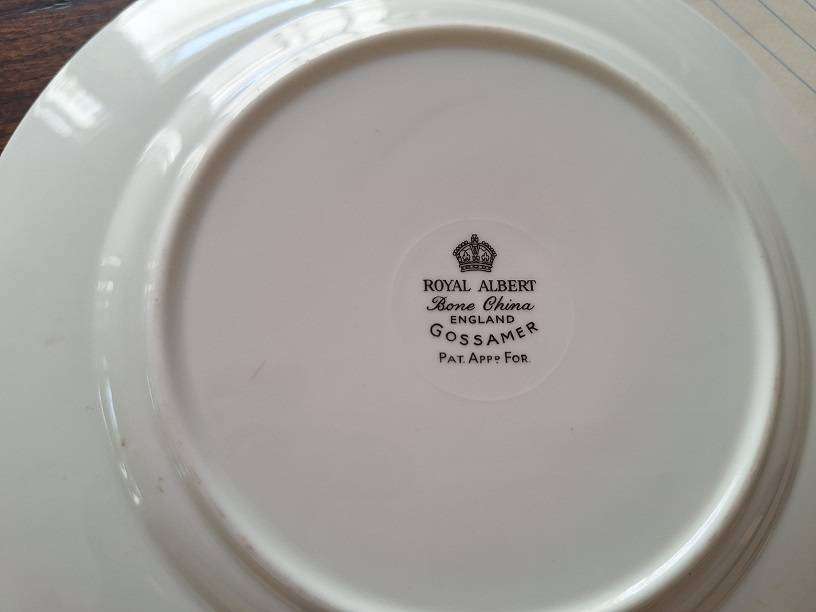 ROYAL ALBERT
Bone China
ENGLAND
GOSSAMER
PAT. APPD FOR.